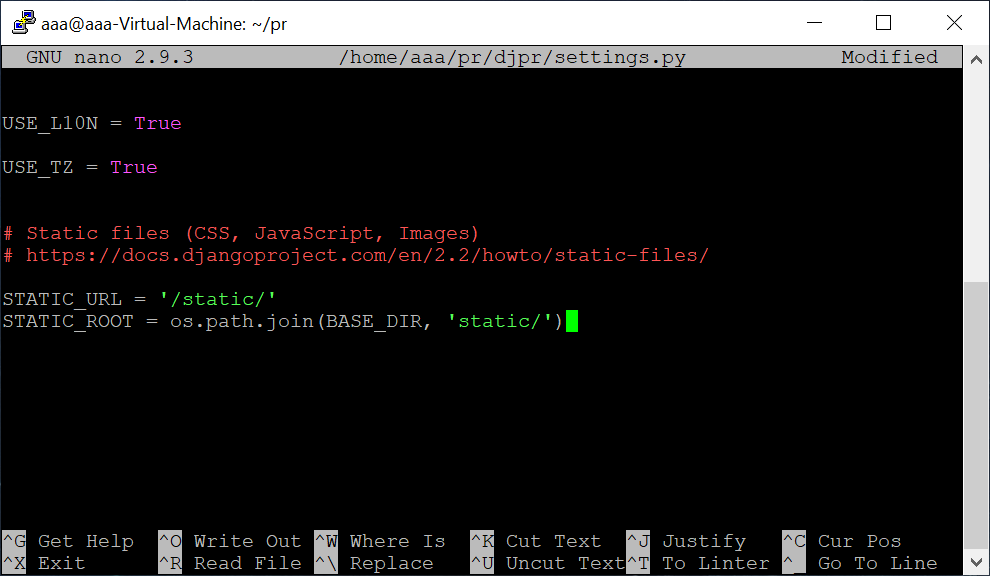 aaa@aaa-Virtual-Machine: ~/pr
GNU nano 2.9.3 /home/aaa/pr/djpr/settings.py Modified
USE_L10N = True
USE_TZ = True
# Static files (CSS, JavaScript, Images)
# https://docs.djangoproject.com/en/2.2/howto/static-files/
STATIC_URL = '/static/'
STATIC_ROOT = os.path.join(BASE_DIR, 'static/')
^G Get Help ^O Write Out ^W Where Is ^K Cut Text ^J Justify ^C Cur Pos
^X Exit ^R Read File ^\ Replace ^U Uncut Text ^T To Linter ^_ Go To Line